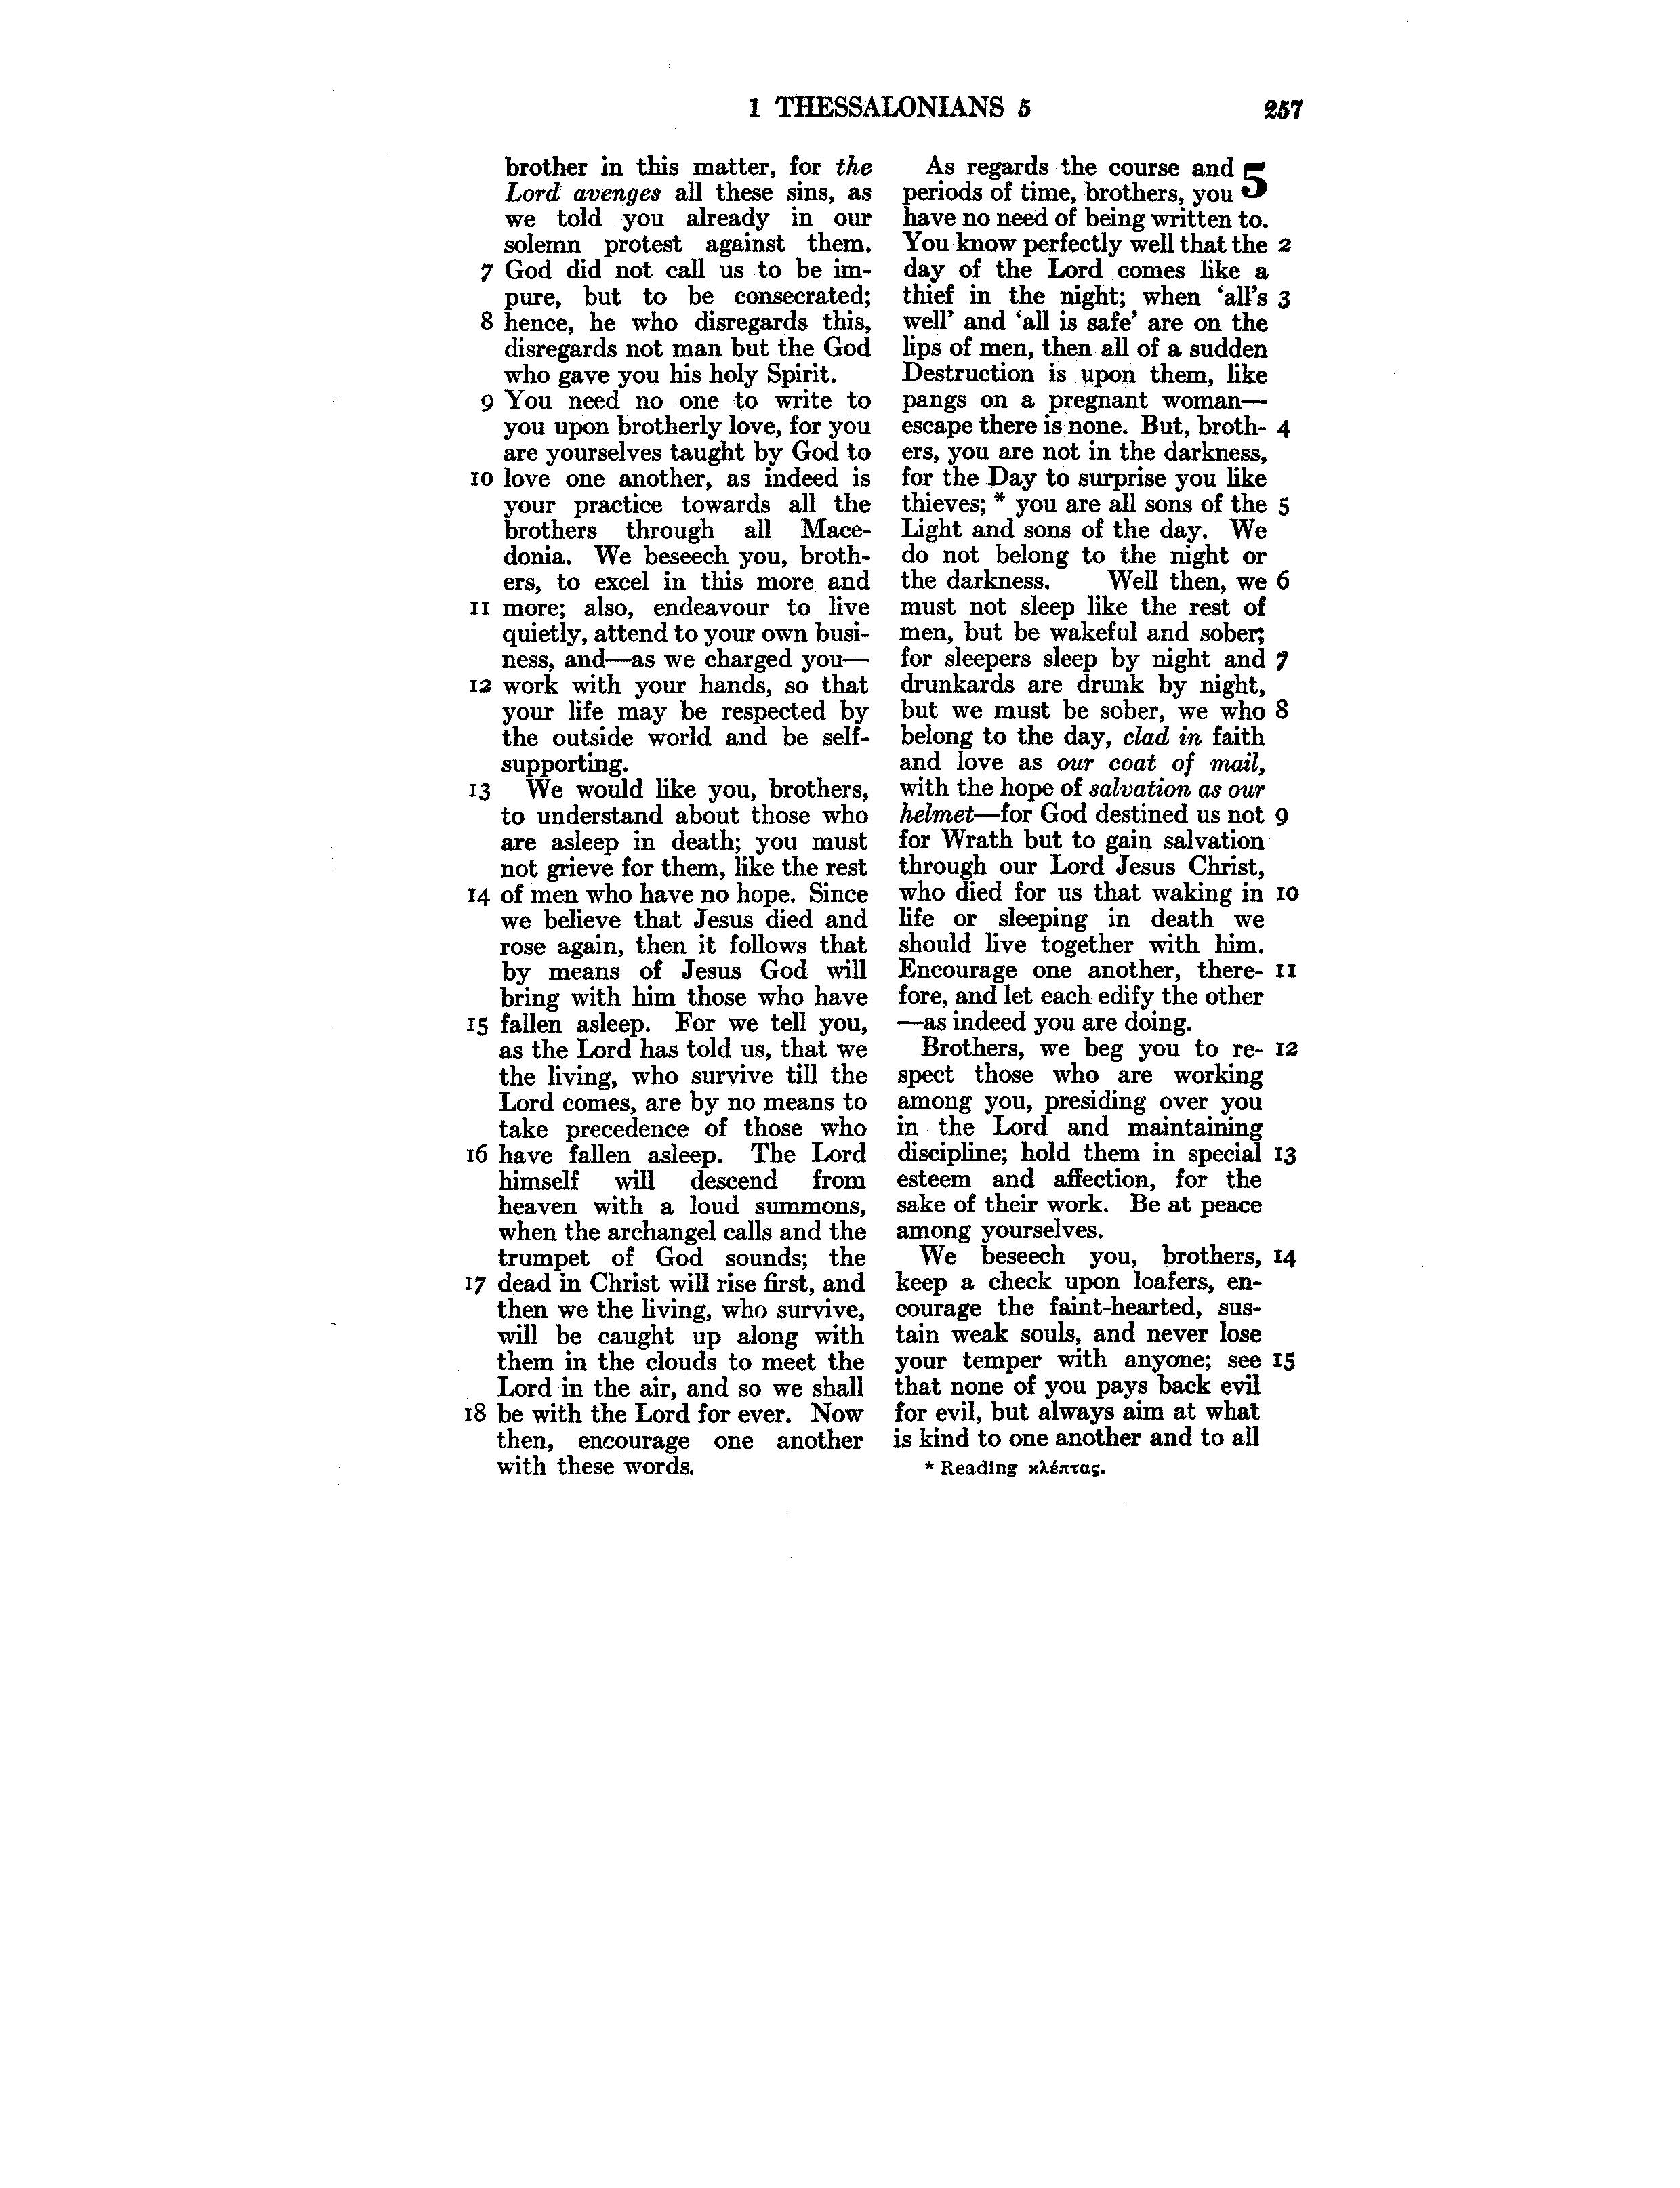 1 THESSALONIANS 5 257
brother in this matter, for the
Lord avenges all these sins, as
we told you already in our
solemn protest against them.
7 God did not call us to be im-
pure, but to be consecrated;
8 hence, he who disregards this,
disregards not man but the God
who gave you his holy Spirit.
9 You need no one to write to
you upon brotherly love, for you
are yourselves taught by God to
10 love one another, as indeed is
your practice towards all the
brothers through all Mace-
donia. We beseech you, broth-
ers, to excel in this more and
11 more; also, endeavour to live
quietly, attend to your own busi-
ness, and—as we charged you—
12 work with your hands, so that
your life may be respected by
the outside world and be self-
supporting.
13 We would like you, brothers,
to understand about those who
are asleep in death; you must
not grieve for them, like the rest
14 of men who have no hope. Since
we believe that Jesus died and
rose again, then it follows that
by means of Jesus God will
bring with him those who have
15 fallen asleep. For we tell you,
as the Lord has told us, that we
the living, who survive till the
Lord comes, are by no means to
take precedence of those who
16 have fallen asleep. The Lord
himself will descend from
heaven with a loud summons,
when the archangel calls and the
trumpet of God sounds; the
17 dead in Christ will rise first, and
then we the living, who survive,
will be caught up along with
them in the clouds to meet the
Lord in the air, and so we shall
18 be with the Lord for ever. Now
then, encourage one another
with these words.
As regards the course and 5
periods of time, brothers, you
have no need of being written to.
You know perfectly well that the 2
day of the Lord comes like a
thief in the night; when ‘all's 3
well’ and ‘all is safe’ are on the
lips of men, then all of a sudden
Destruction is upon them, like
pangs on a pregnant woman—
escape there is none. But, broth- 4
ers, you are not in the darkness,
for the Day to surprise you like
thieves; * you are all sons of the 5
Light and sons of the day. We
do not belong to the night or
the darkness. Well then, we 6
must not sleep like the rest of
men, but be wakeful and sober;
for sleepers sleep by night and 7
drunkards are drunk by night,
but we must be sober, we who 8
belong to the day, clad in faith
and love as our coat of mail,
with the hope of salvation as our
helmet—for God destined us not 9
for Wrath but to gain salvation
through our Lord Jesus Christ,
who died for us that waking in 10
life or sleeping in death we
should live together with him.
Encourage one another, there- 11
fore, and let each edify the other
—as indeed you are doing.
Brothers, we beg you to re- 12
spect those who are working
among you, presiding over you
in the Lord and maintaining
discipline; hold them in special 13
esteem and affection, for the
sake of their work. Be at peace
among yourselves.
We beseech you, brothers, 14
keep a check upon loafers, en-
courage the faint-hearted, sus-
tain weak souls, and never lose
your temper with anyone; see 15
that none of you pays back evil
for evil, but always aim at what
is kind to one another and to all
* Reading κλέπτας.